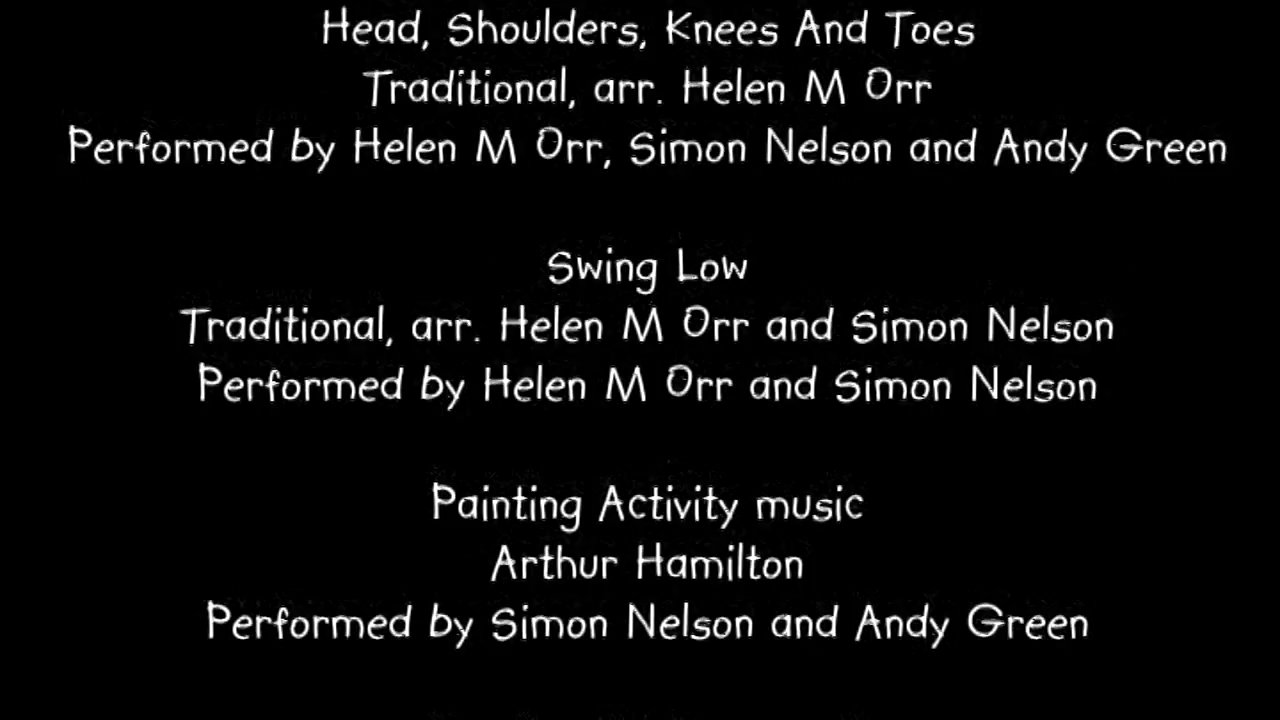 Head, Shoulders, Knees And Toes
Traditional, arr. Helen M Orr
Performed by Helen M Orr, Simon Nelson and Andy Green
Swing Low
Traditional, arr. Helen M Orr and Simon Nelson
Performed by Helen M Orr and Simon Nelson
Painting Activity music
Arthur Hamilton
Performed by Simon Nelson and Andy Green